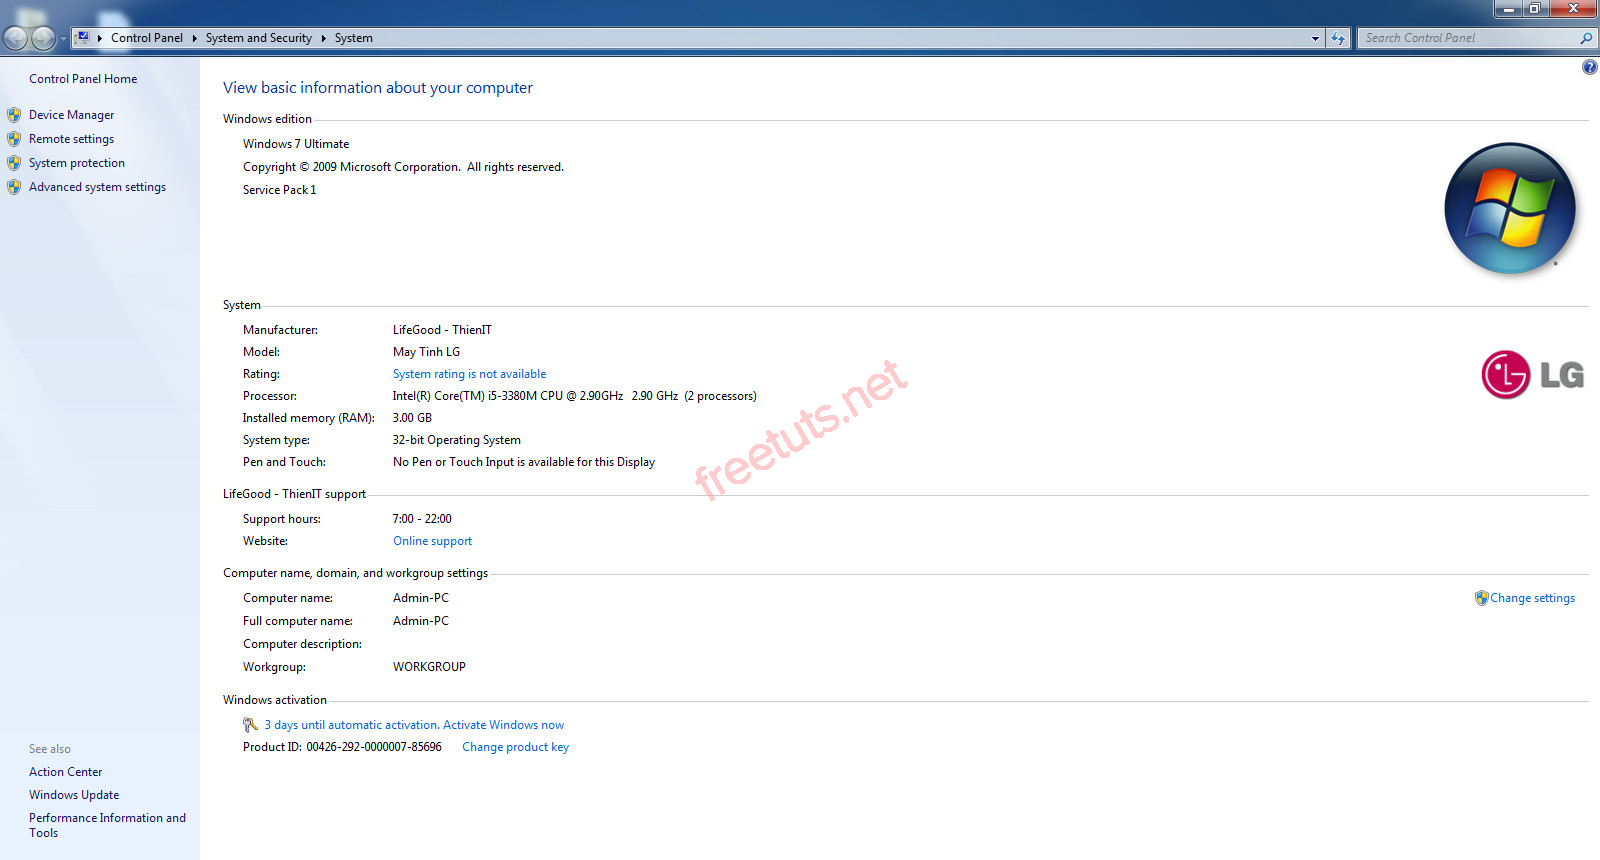 Control Panel System and Security System
Search Control Panel
Control Panel Home
Device Manager
Remote settings
System protection
Advanced system settings
View basic information about your computer
Windows edition
Windows 7 Ultimate
Copyright © 2009 Microsoft Corporation. All rights reserved.
Service Pack 1
System
Manufacturer: LifeGood - ThienIT
Model: May Tinh LG
Rating: System rating is not available
Processor: Intel(R) Core(TM) i5-3380M CPU @ 2.90GHz 2.90 GHz (2 processors)
Installed memory (RAM): 3.00 GB
System type: 32-bit Operating System
Pen and Touch: No Pen or Touch Input is available for this Display
LG
freetuts.net
LifeGood - ThienIT support
Support hours: 7:00 - 22:00
Website: Online support
Computer name, domain, and workgroup settings
Computer name: Admin-PC
Change settings
Full computer name: Admin-PC
Computer description:
Workgroup: WORKGROUP
Windows activation
3 days until automatic activation. Activate Windows now
Product ID: 00426-292-0000007-85696 Change product key
See also
Action Center
Windows Update
Performance Information and
Tools